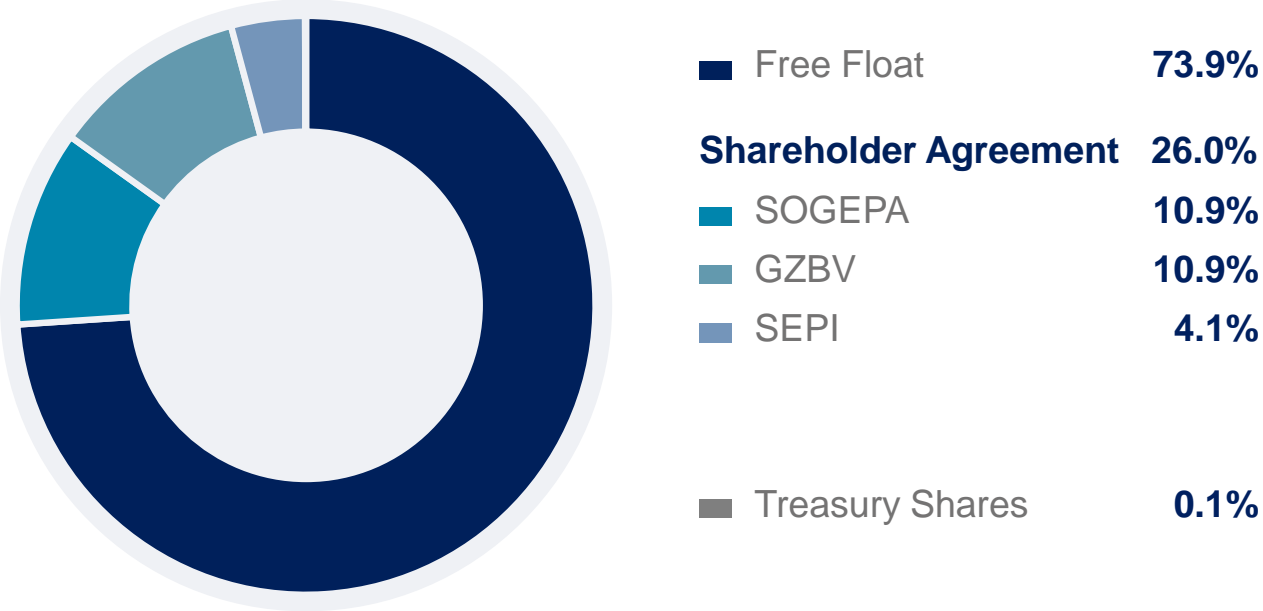 Free Float 73.9%
Shareholder Agreement 26.0%
SOGEPA 10.9%
GZBV 10.9%
SEPI 4.1%
Treasury Shares 0.1%